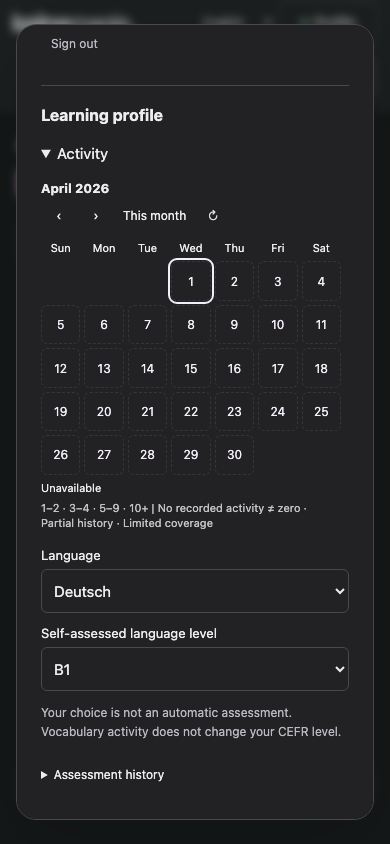 Sign out
Learning profile
▼ Activity
April 2026
‹ › This month ↻
Sun Mon Tue Wed Thu Fri Sat
1 2 3 4
5 6 7 8 9 10 11
12 13 14 15 16 17 18
19 20 21 22 23 24 25
26 27 28 29 30
Unavailable
1–2 · 3–4 · 5–9 · 10+ | No recorded activity ≠ zero ·
Partial history · Limited coverage
Language
Deutsch
Self-assessed language level
B1
Your choice is not an automatic assessment.
Vocabulary activity does not change your CEFR level.
▶ Assessment history